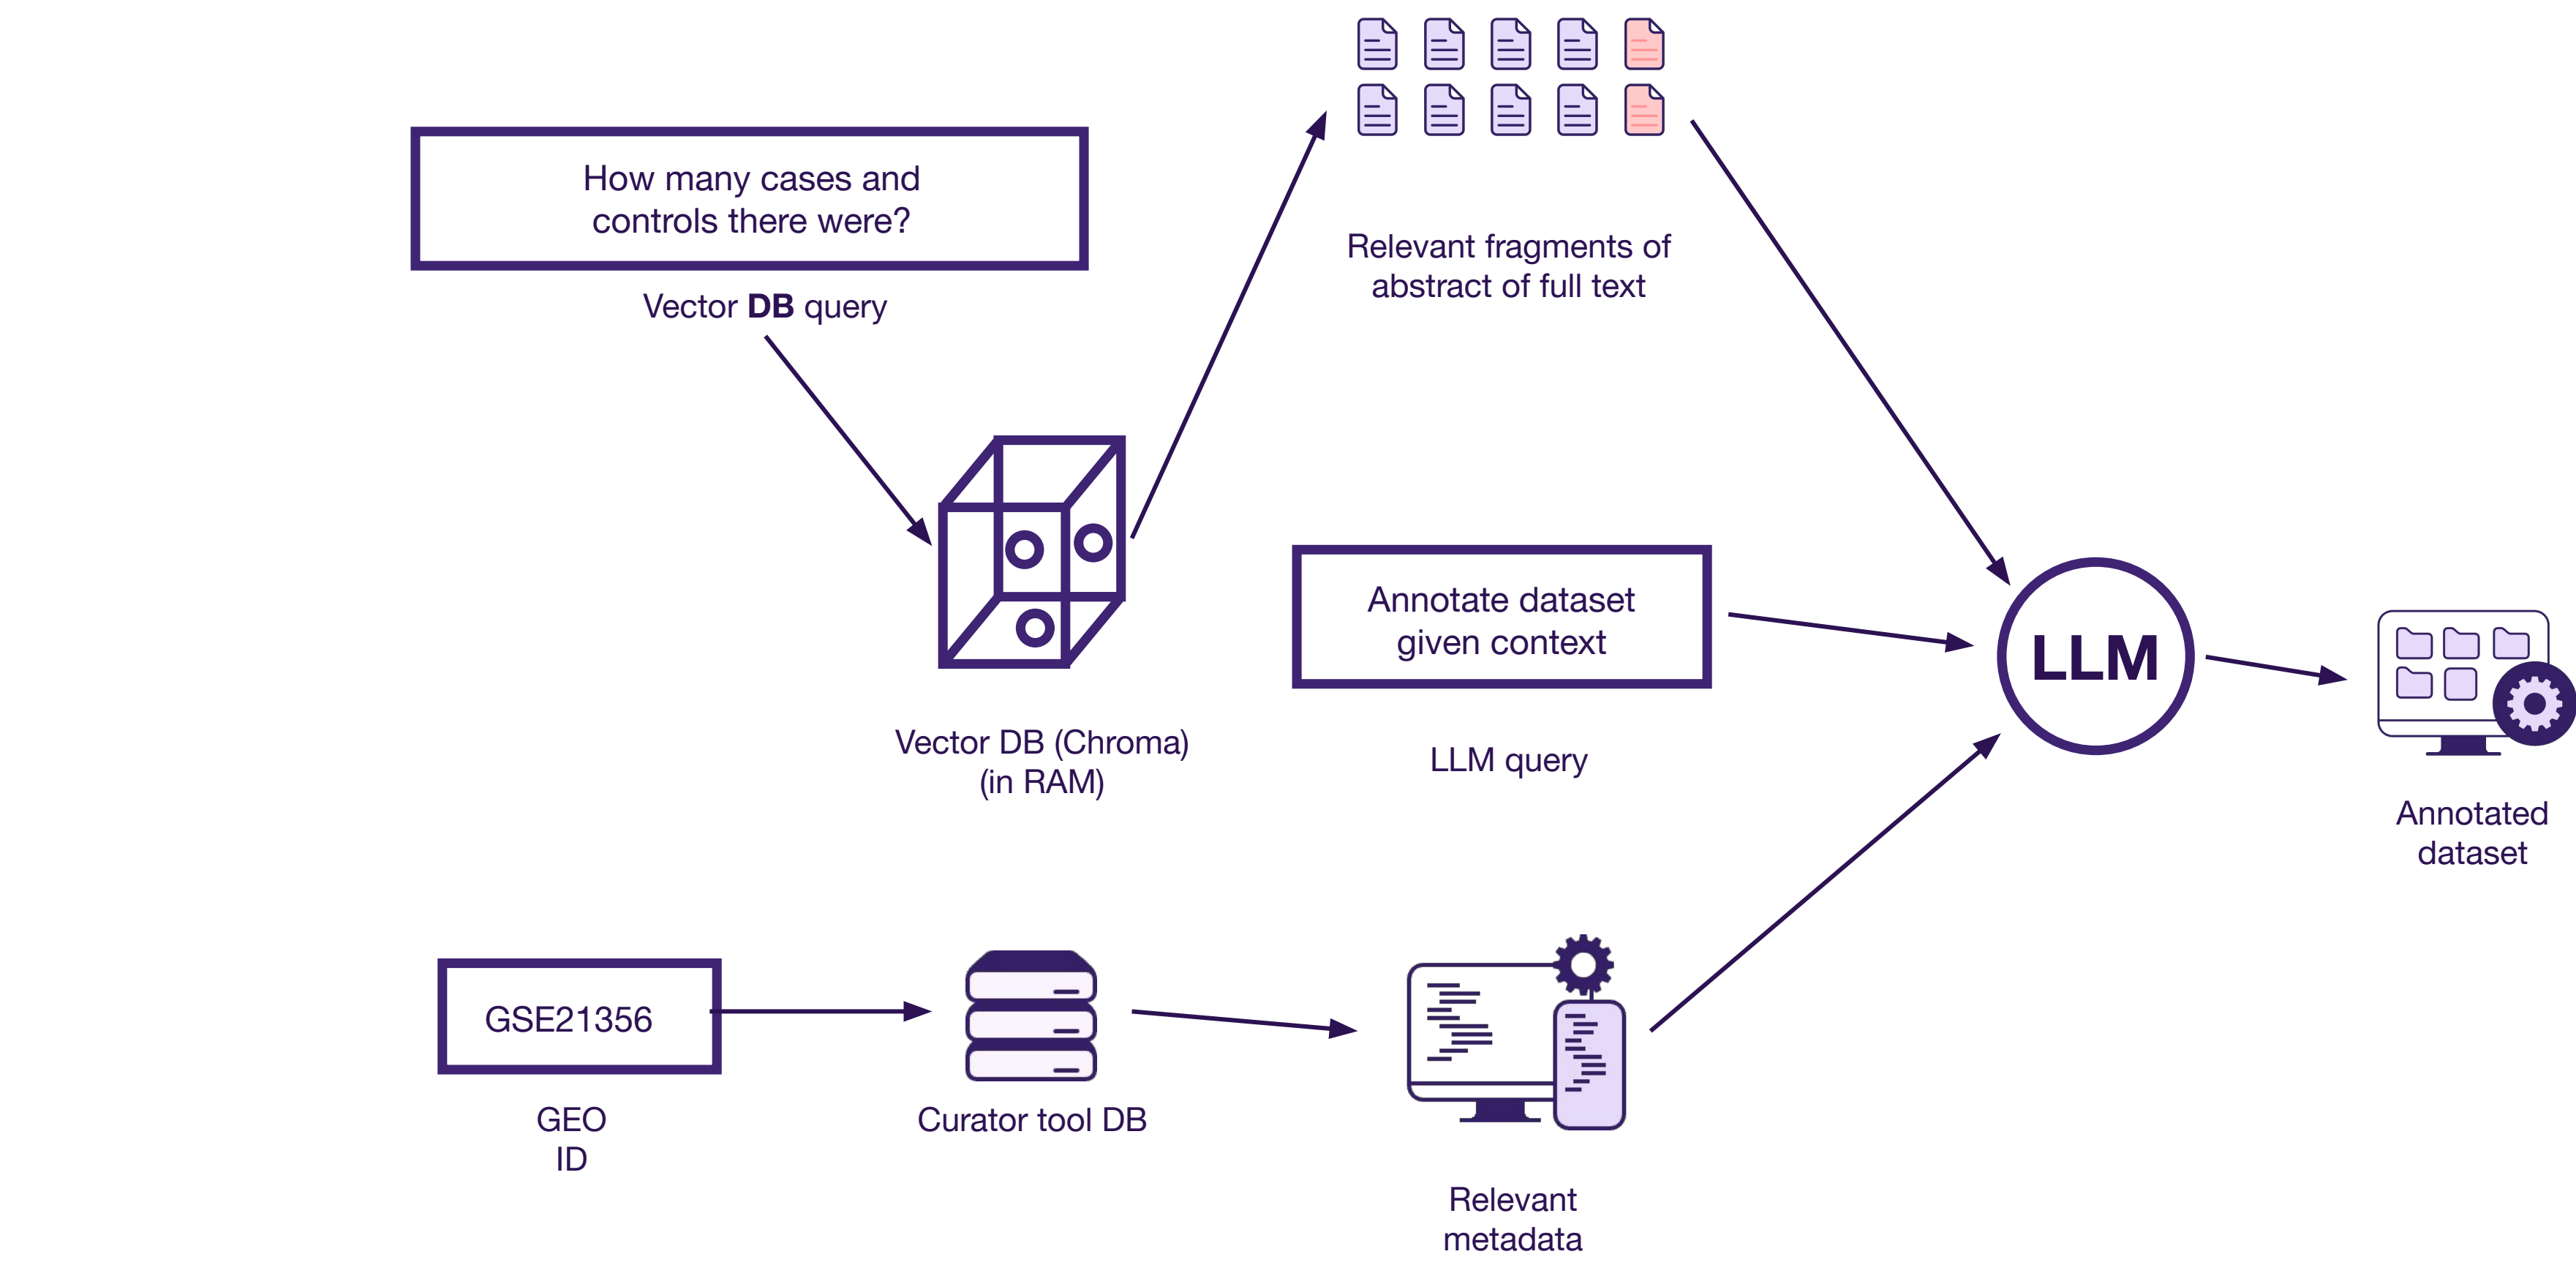 How many cases and
controls there were?
Vector DB query
Relevant fragments of
abstract of full text
Vector DB (Chroma)
(in RAM)
Annotate dataset
given context
LLM query
LLM
Annotated
dataset
GSE21356
GEO
ID
Curator tool DB
Relevant
metadada